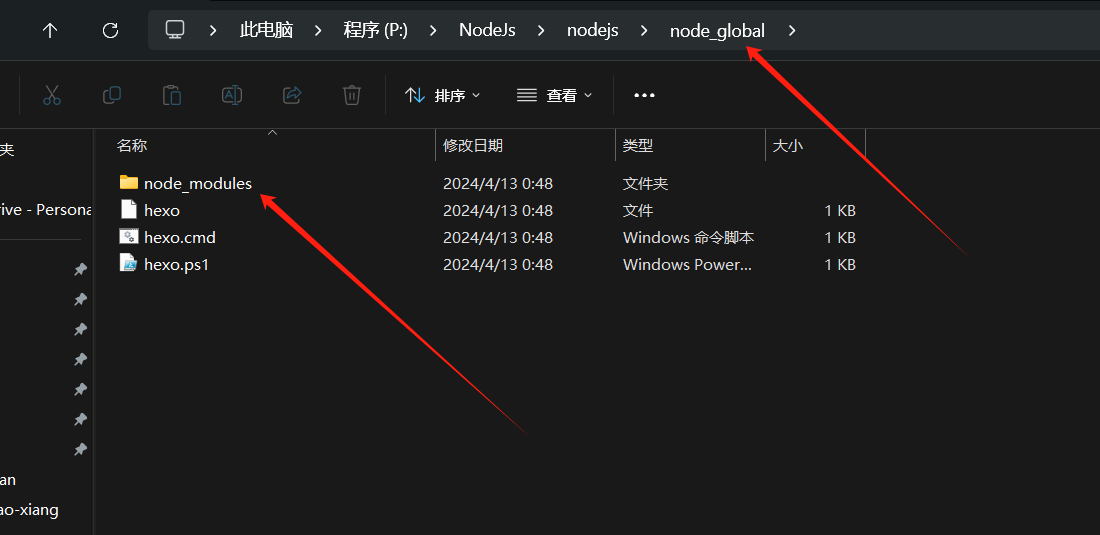 此电脑 程序 (P:) NodeJs nodejs node_global
排序 查看
名称 修改日期 类型 大小
夹
node_modules 2024/4/13 0:48 文件夹
ive - Persona
hexo 2024/4/13 0:48 文件 1 KB
hexo.cmd 2024/4/13 0:48 Windows 命令脚本 1 KB
hexo.ps1 2024/4/13 0:48 Windows Power... 1 KB
an
ao-xiang